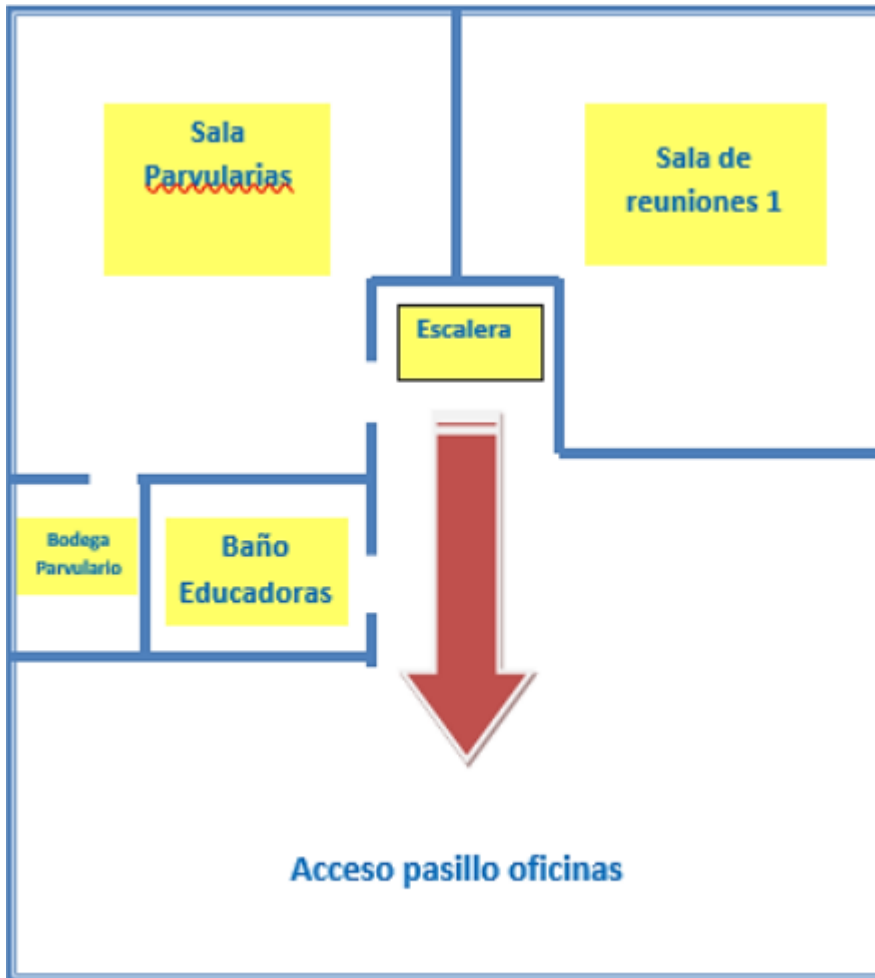 Sala
Parvularias
Sala de
reuniones 1
Escalera
Bodega
Parvulario
Baño
Educadoras
Acceso pasillo oficinas